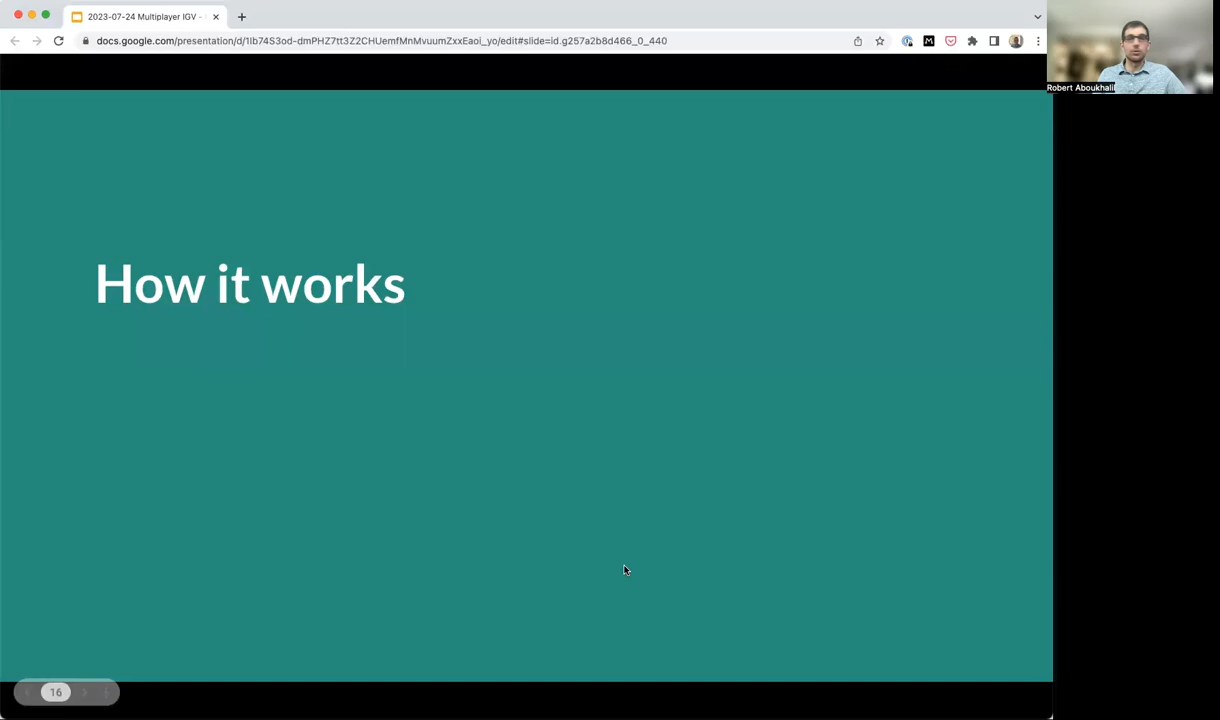 2023-07-24 Multiplayer IGV -
docs.google.com/presentation/d/1lb74S3od-dmPHZ7tt3Z2CHUemfMnMvuumZxxEaoi_yo/edit#slide=id.g257a2b8d466_0_440
Robert Aboukhalil
How it works
16